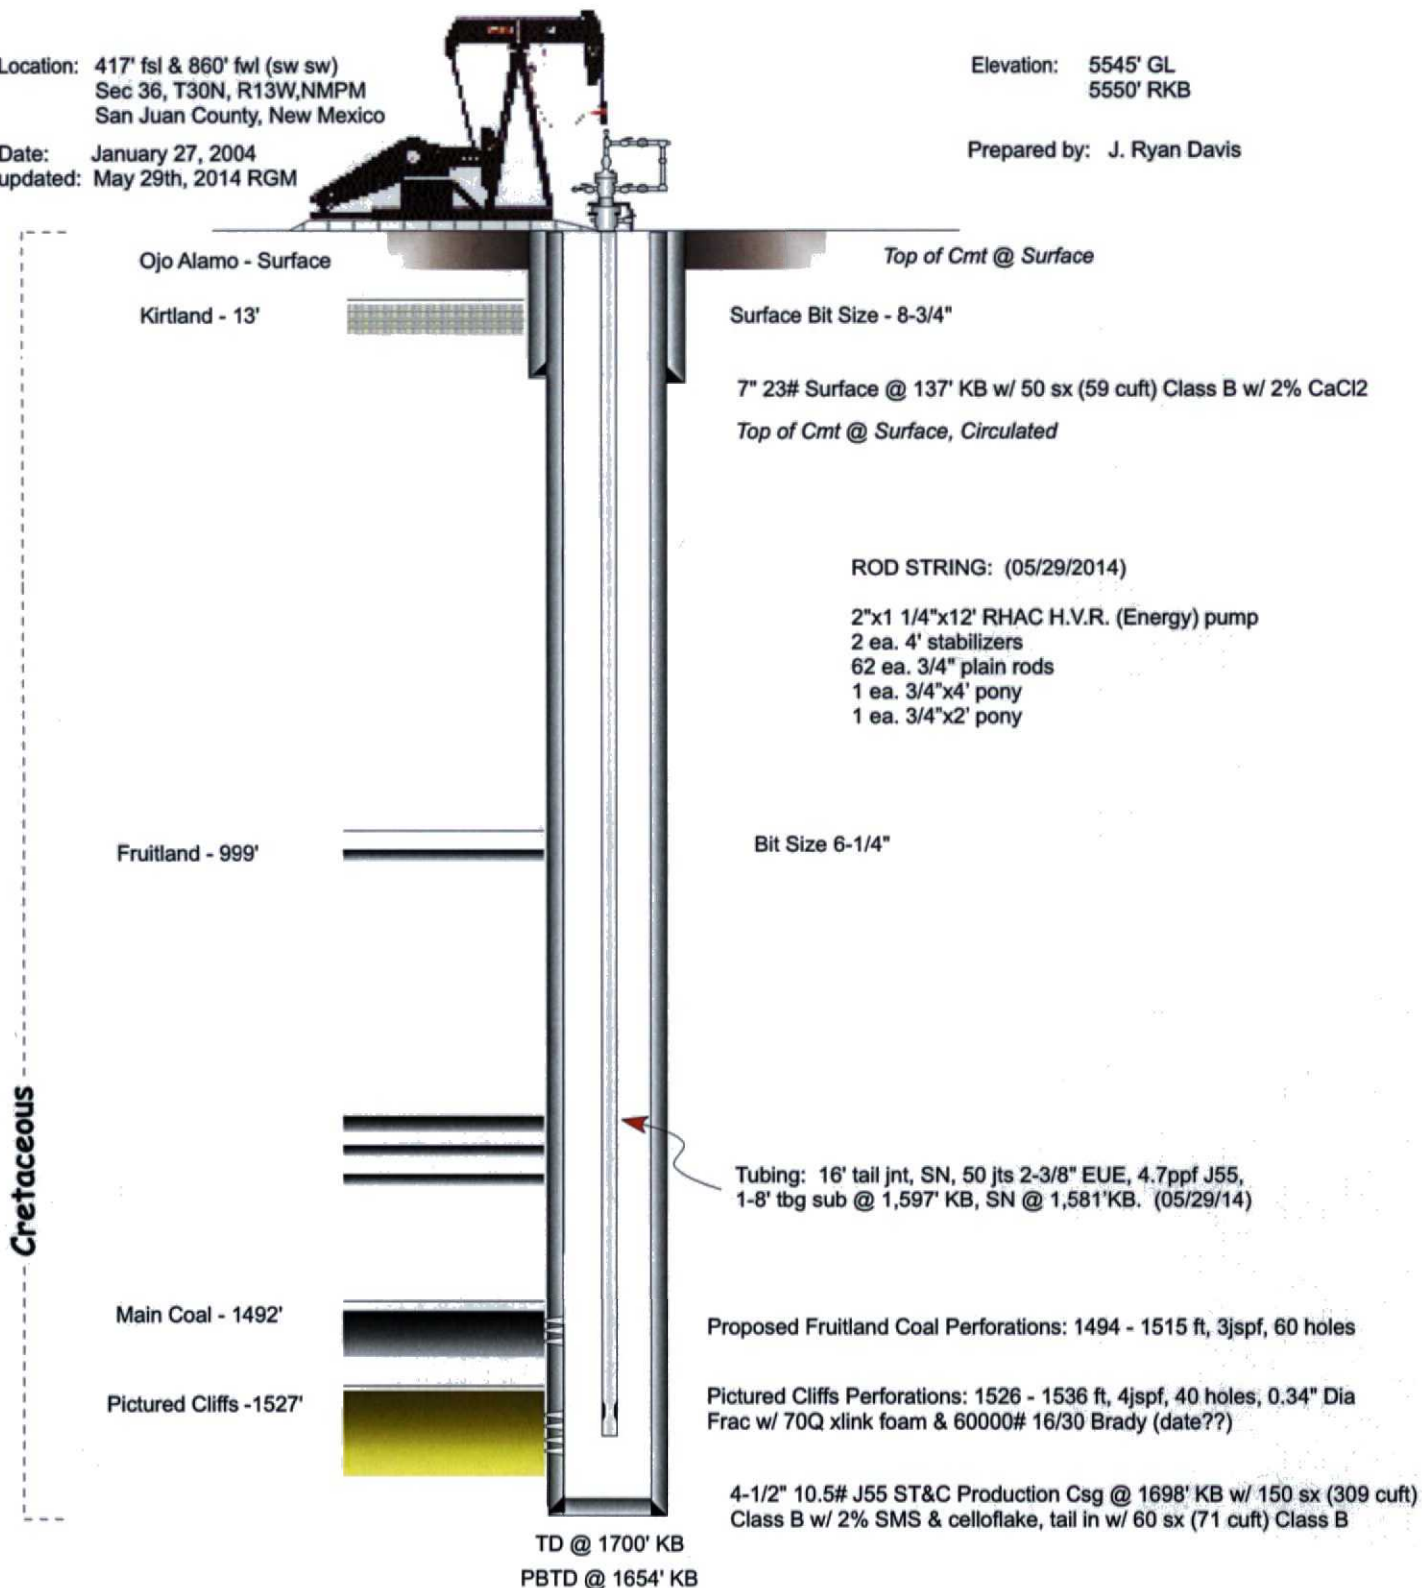 Location: 417' fsl & 860' fwl (sw sw)
Sec 36, T30N, R13W,NMPM
San Juan County, New Mexico
Date: January 27, 2004
updated: May 29th, 2014 RGM
Elevation: 5545' GL
5550' RKB
Prepared by: J. Ryan Davis
Ojo Alamo - Surface
Top of Cmt @ Surface
Kirtland - 13'
Surface Bit Size - 8-3/4"
7" 23# Surface @ 137' KB w/ 50 sx (59 cuft) Class B w/ 2% CaCl2
Top of Cmt @ Surface, Circulated
ROD STRING: (05/29/2014)
2"x1 1/4"x12' RHAC H.V.R. (Energy) pump
2 ea. 4' stabilizers
62 ea. 3/4" plain rods
1 ea. 3/4"x4' pony
1 ea. 3/4"x2' pony
Fruitland - 999'
Bit Size 6-1/4"
Cretaceous
Tubing: 16' tail jnt, SN, 50 jts 2-3/8" EUE, 4.7ppf J55,
1-8' tbg sub @ 1,597' KB, SN @ 1,581'KB. (05/29/14)
Main Coal - 1492'
Proposed Fruitland Coal Perforations: 1494 - 1515 ft, 3jspf, 60 holes
Pictured Cliffs -1527'
Pictured Cliffs Perforations: 1526 - 1536 ft, 4jspf, 40 holes, 0.34" Dia
Frac w/ 70Q xlink foam & 60000# 16/30 Brady (date??)
4-1/2" 10.5# J55 ST&C Production Csg @ 1698' KB w/ 150 sx (309 cuft)
Class B w/ 2% SMS & celloflake, tail in w/ 60 sx (71 cuft) Class B
TD @ 1700' KB
PBTD @ 1654' KB